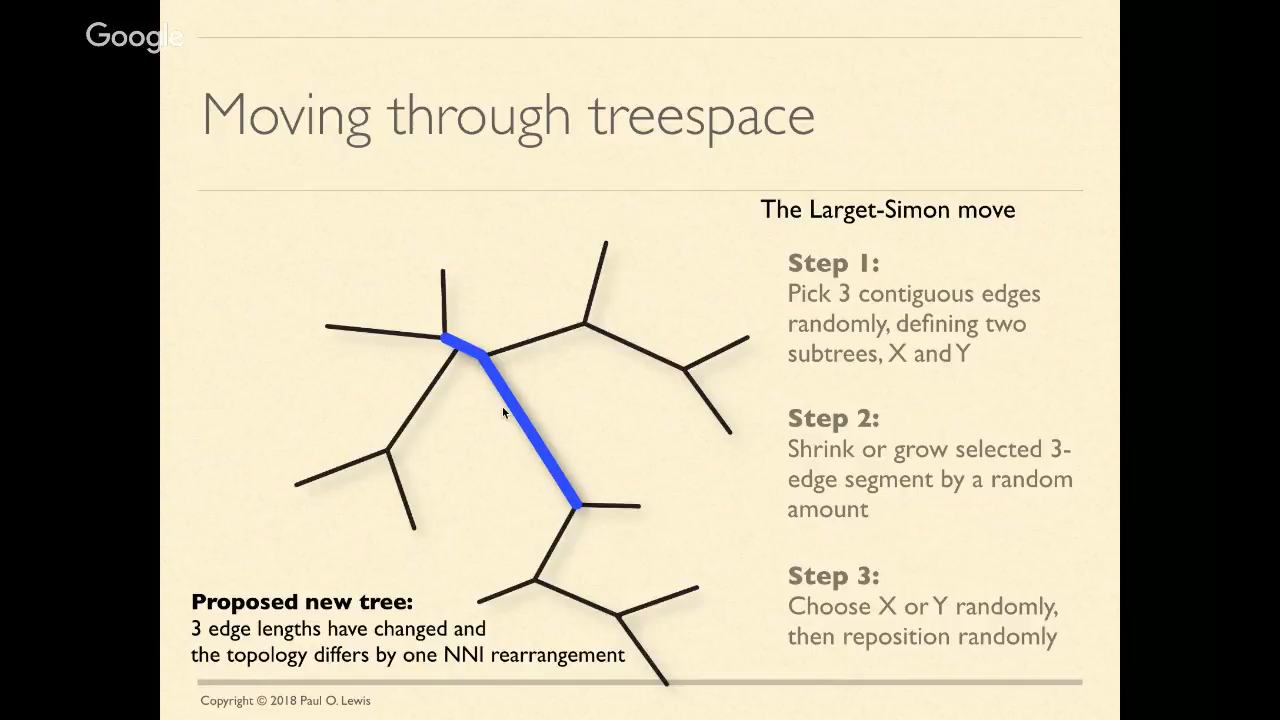 Google
Moving through treespace
The Larget-Simon move
Step 1:
Pick 3 contiguous edges
randomly, defining two
subtrees, X and Y
Step 2:
Shrink or grow selected 3-
edge segment by a random
amount
Step 3:
Choose X or Y randomly,
then reposition randomly
Proposed new tree:
3 edge lengths have changed and
the topology differs by one NNI rearrangement
Copyright © 2018 Paul O. Lewis